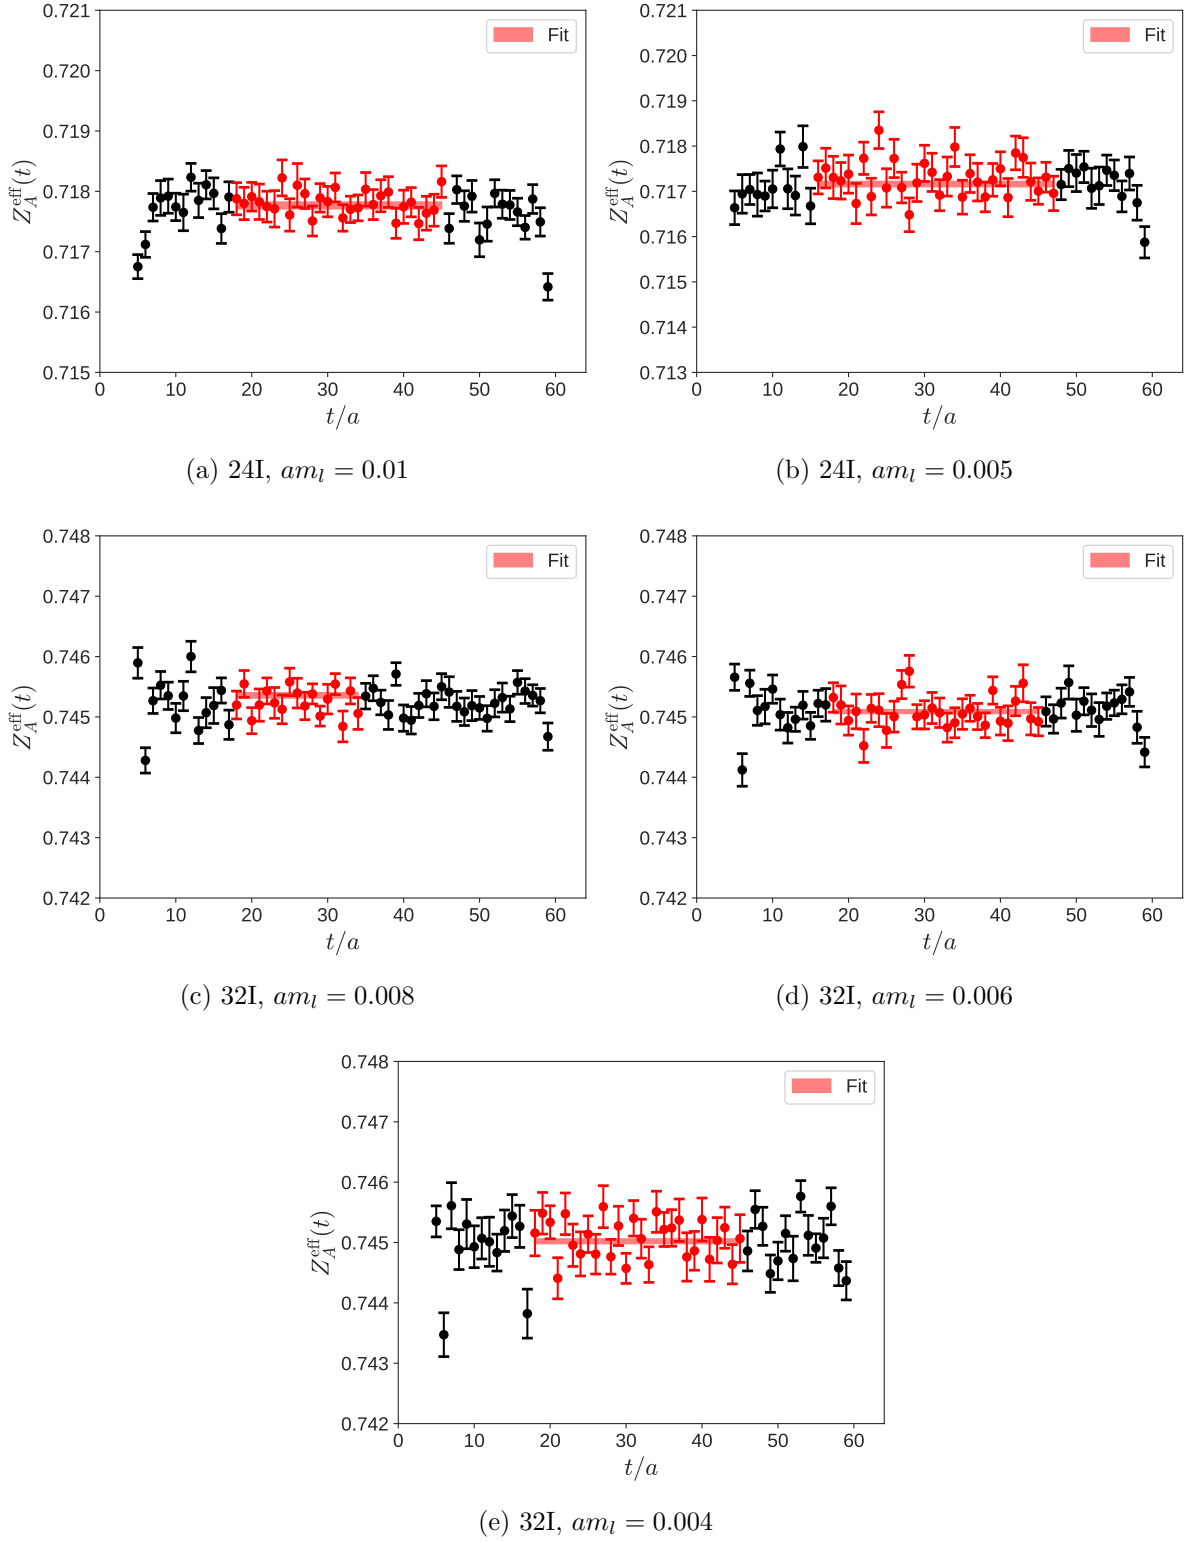 0.721
0.720
0.719
0.718
0.717
0.716
0.715
Z_A^eff(t)
Fit
0 10 20 30 40 50 60
t/a
(a) 24I, am_l = 0.01
0.721
0.720
0.719
0.718
0.717
0.716
0.715
0.714
0.713
Z_A^eff(t)
Fit
0 10 20 30 40 50 60
t/a
(b) 24I, am_l = 0.005
0.748
0.747
0.746
0.745
0.744
0.743
0.742
Z_A^eff(t)
Fit
0 10 20 30 40 50 60
t/a
(c) 32I, am_l = 0.008
0.748
0.747
0.746
0.745
0.744
0.743
0.742
Z_A^eff(t)
Fit
0 10 20 30 40 50 60
t/a
(d) 32I, am_l = 0.006
0.748
0.747
0.746
0.745
0.744
0.743
0.742
Z_A^eff(t)
Fit
0 10 20 30 40 50 60
t/a
(e) 32I, am_l = 0.004